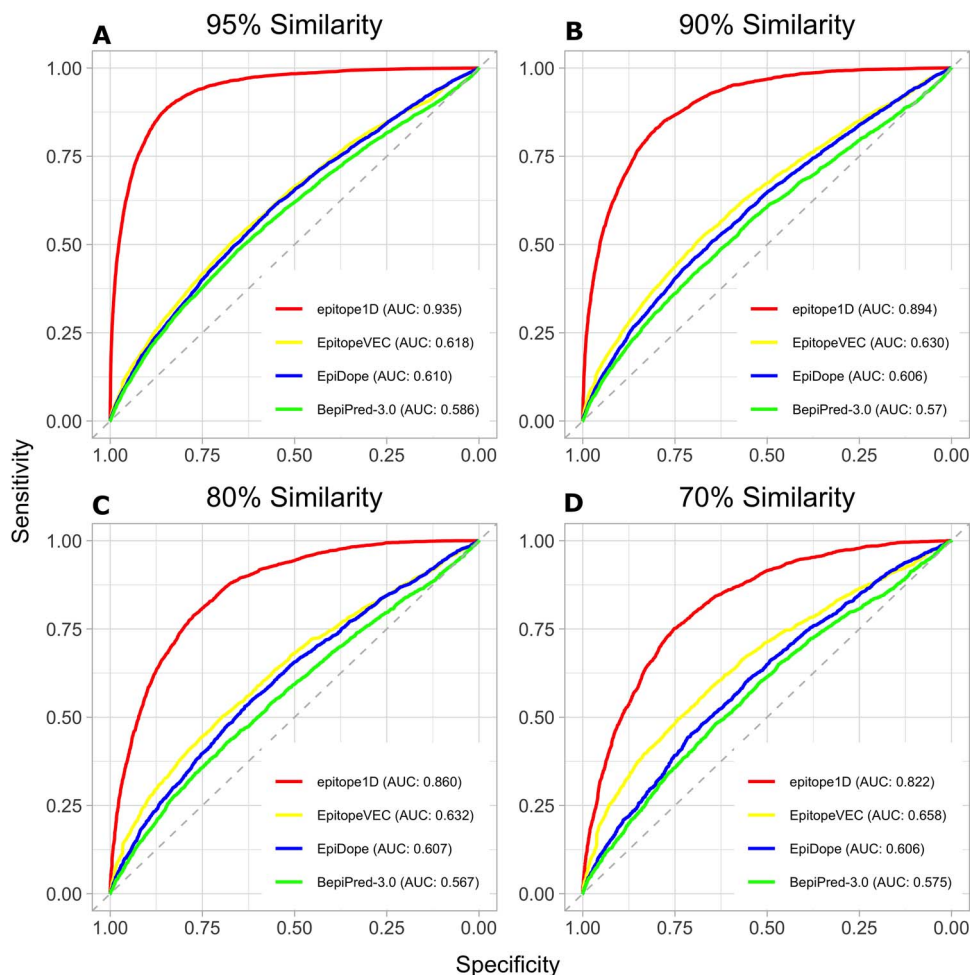 A
95% Similarity
1.00
0.75
0.50
0.25
0.00
1.00
0.75
0.50
0.25
0.00
epitope1D (AUC: 0.935)
EpitopeVEC (AUC: 0.618)
EpiDope (AUC: 0.610)
BepiPred-3.0 (AUC: 0.586)
B
90% Similarity
1.00
0.75
0.50
0.25
0.00
1.00
0.75
0.50
0.25
0.00
epitope1D (AUC: 0.894)
EpitopeVEC (AUC: 0.630)
EpiDope (AUC: 0.606)
BepiPred-3.0 (AUC: 0.57)
Sensitivity
C
80% Similarity
1.00
0.75
0.50
0.25
0.00
1.00
0.75
0.50
0.25
0.00
epitope1D (AUC: 0.860)
EpitopeVEC (AUC: 0.632)
EpiDope (AUC: 0.607)
BepiPred-3.0 (AUC: 0.567)
D
70% Similarity
1.00
0.75
0.50
0.25
0.00
1.00
0.75
0.50
0.25
0.00
epitope1D (AUC: 0.822)
EpitopeVEC (AUC: 0.658)
EpiDope (AUC: 0.606)
BepiPred-3.0 (AUC: 0.575)
Specificity